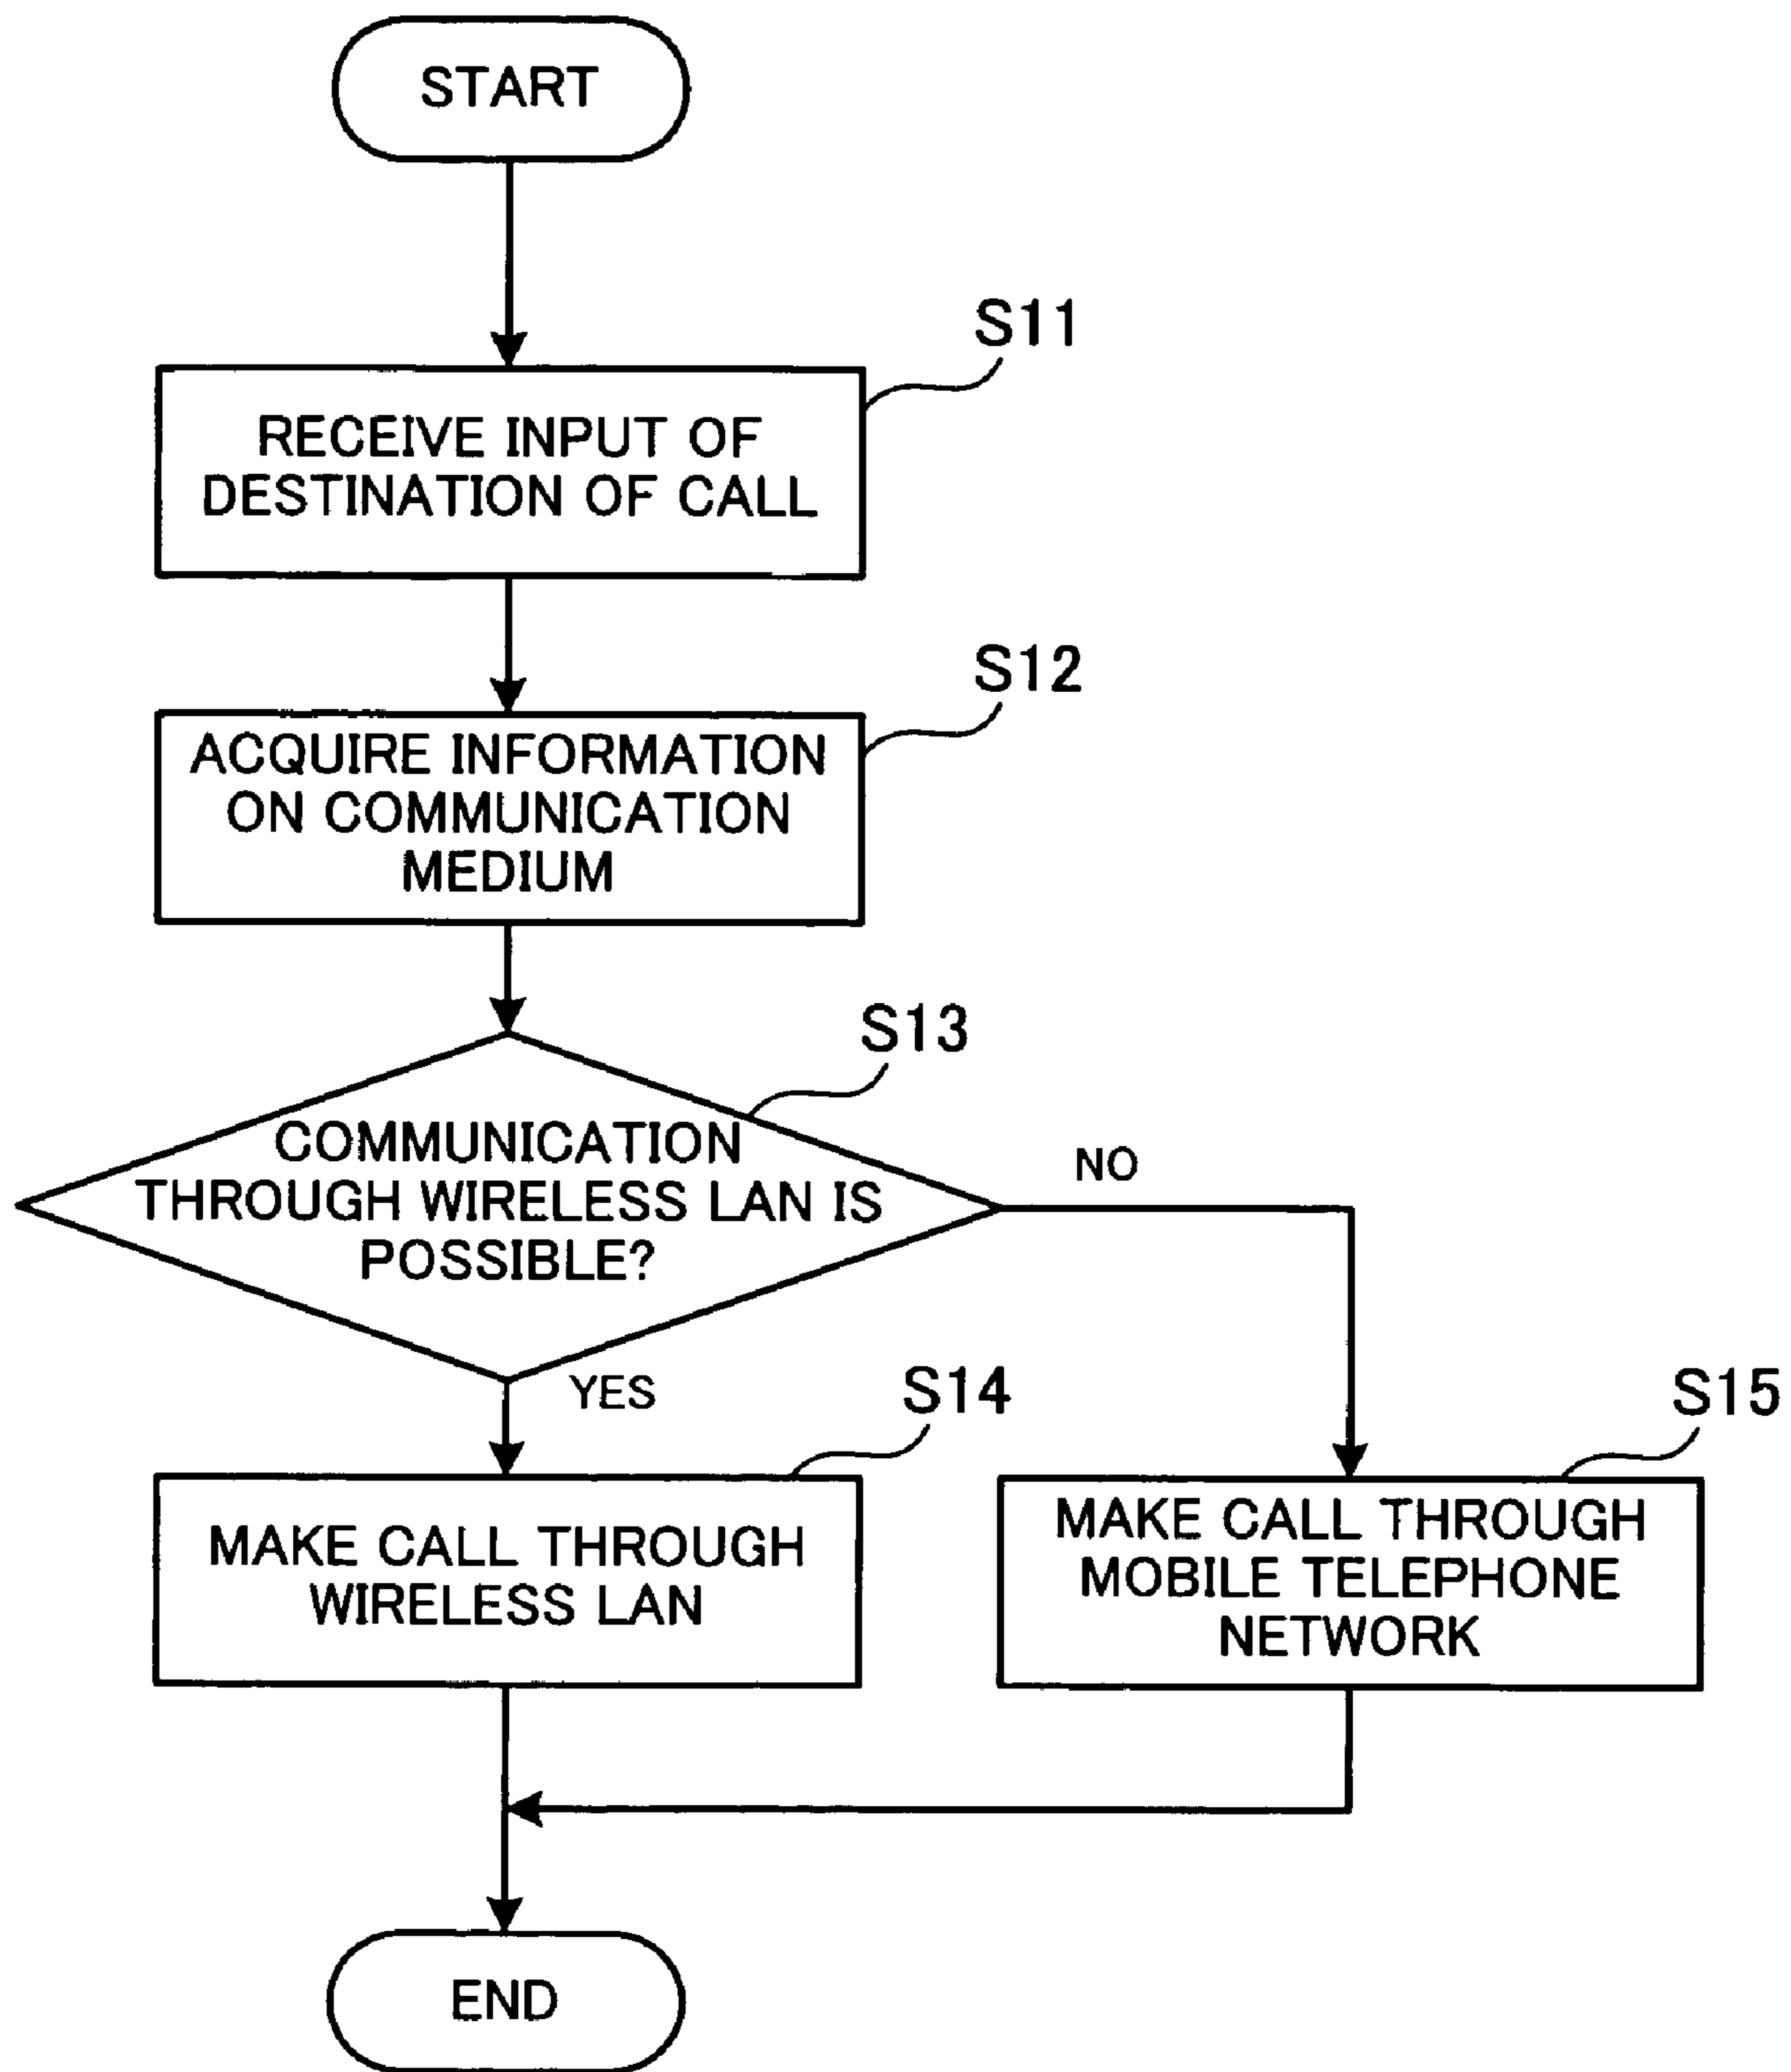 START
S11
RECEIVE INPUT OF
DESTINATION OF CALL
S12
ACQUIRE INFORMATION
ON COMMUNICATION
MEDIUM
S13
COMMUNICATION
THROUGH WIRELESS LAN IS
POSSIBLE?
NO
YES
S14
MAKE CALL THROUGH
WIRELESS LAN
S15
MAKE CALL THROUGH
MOBILE TELEPHONE
NETWORK
END